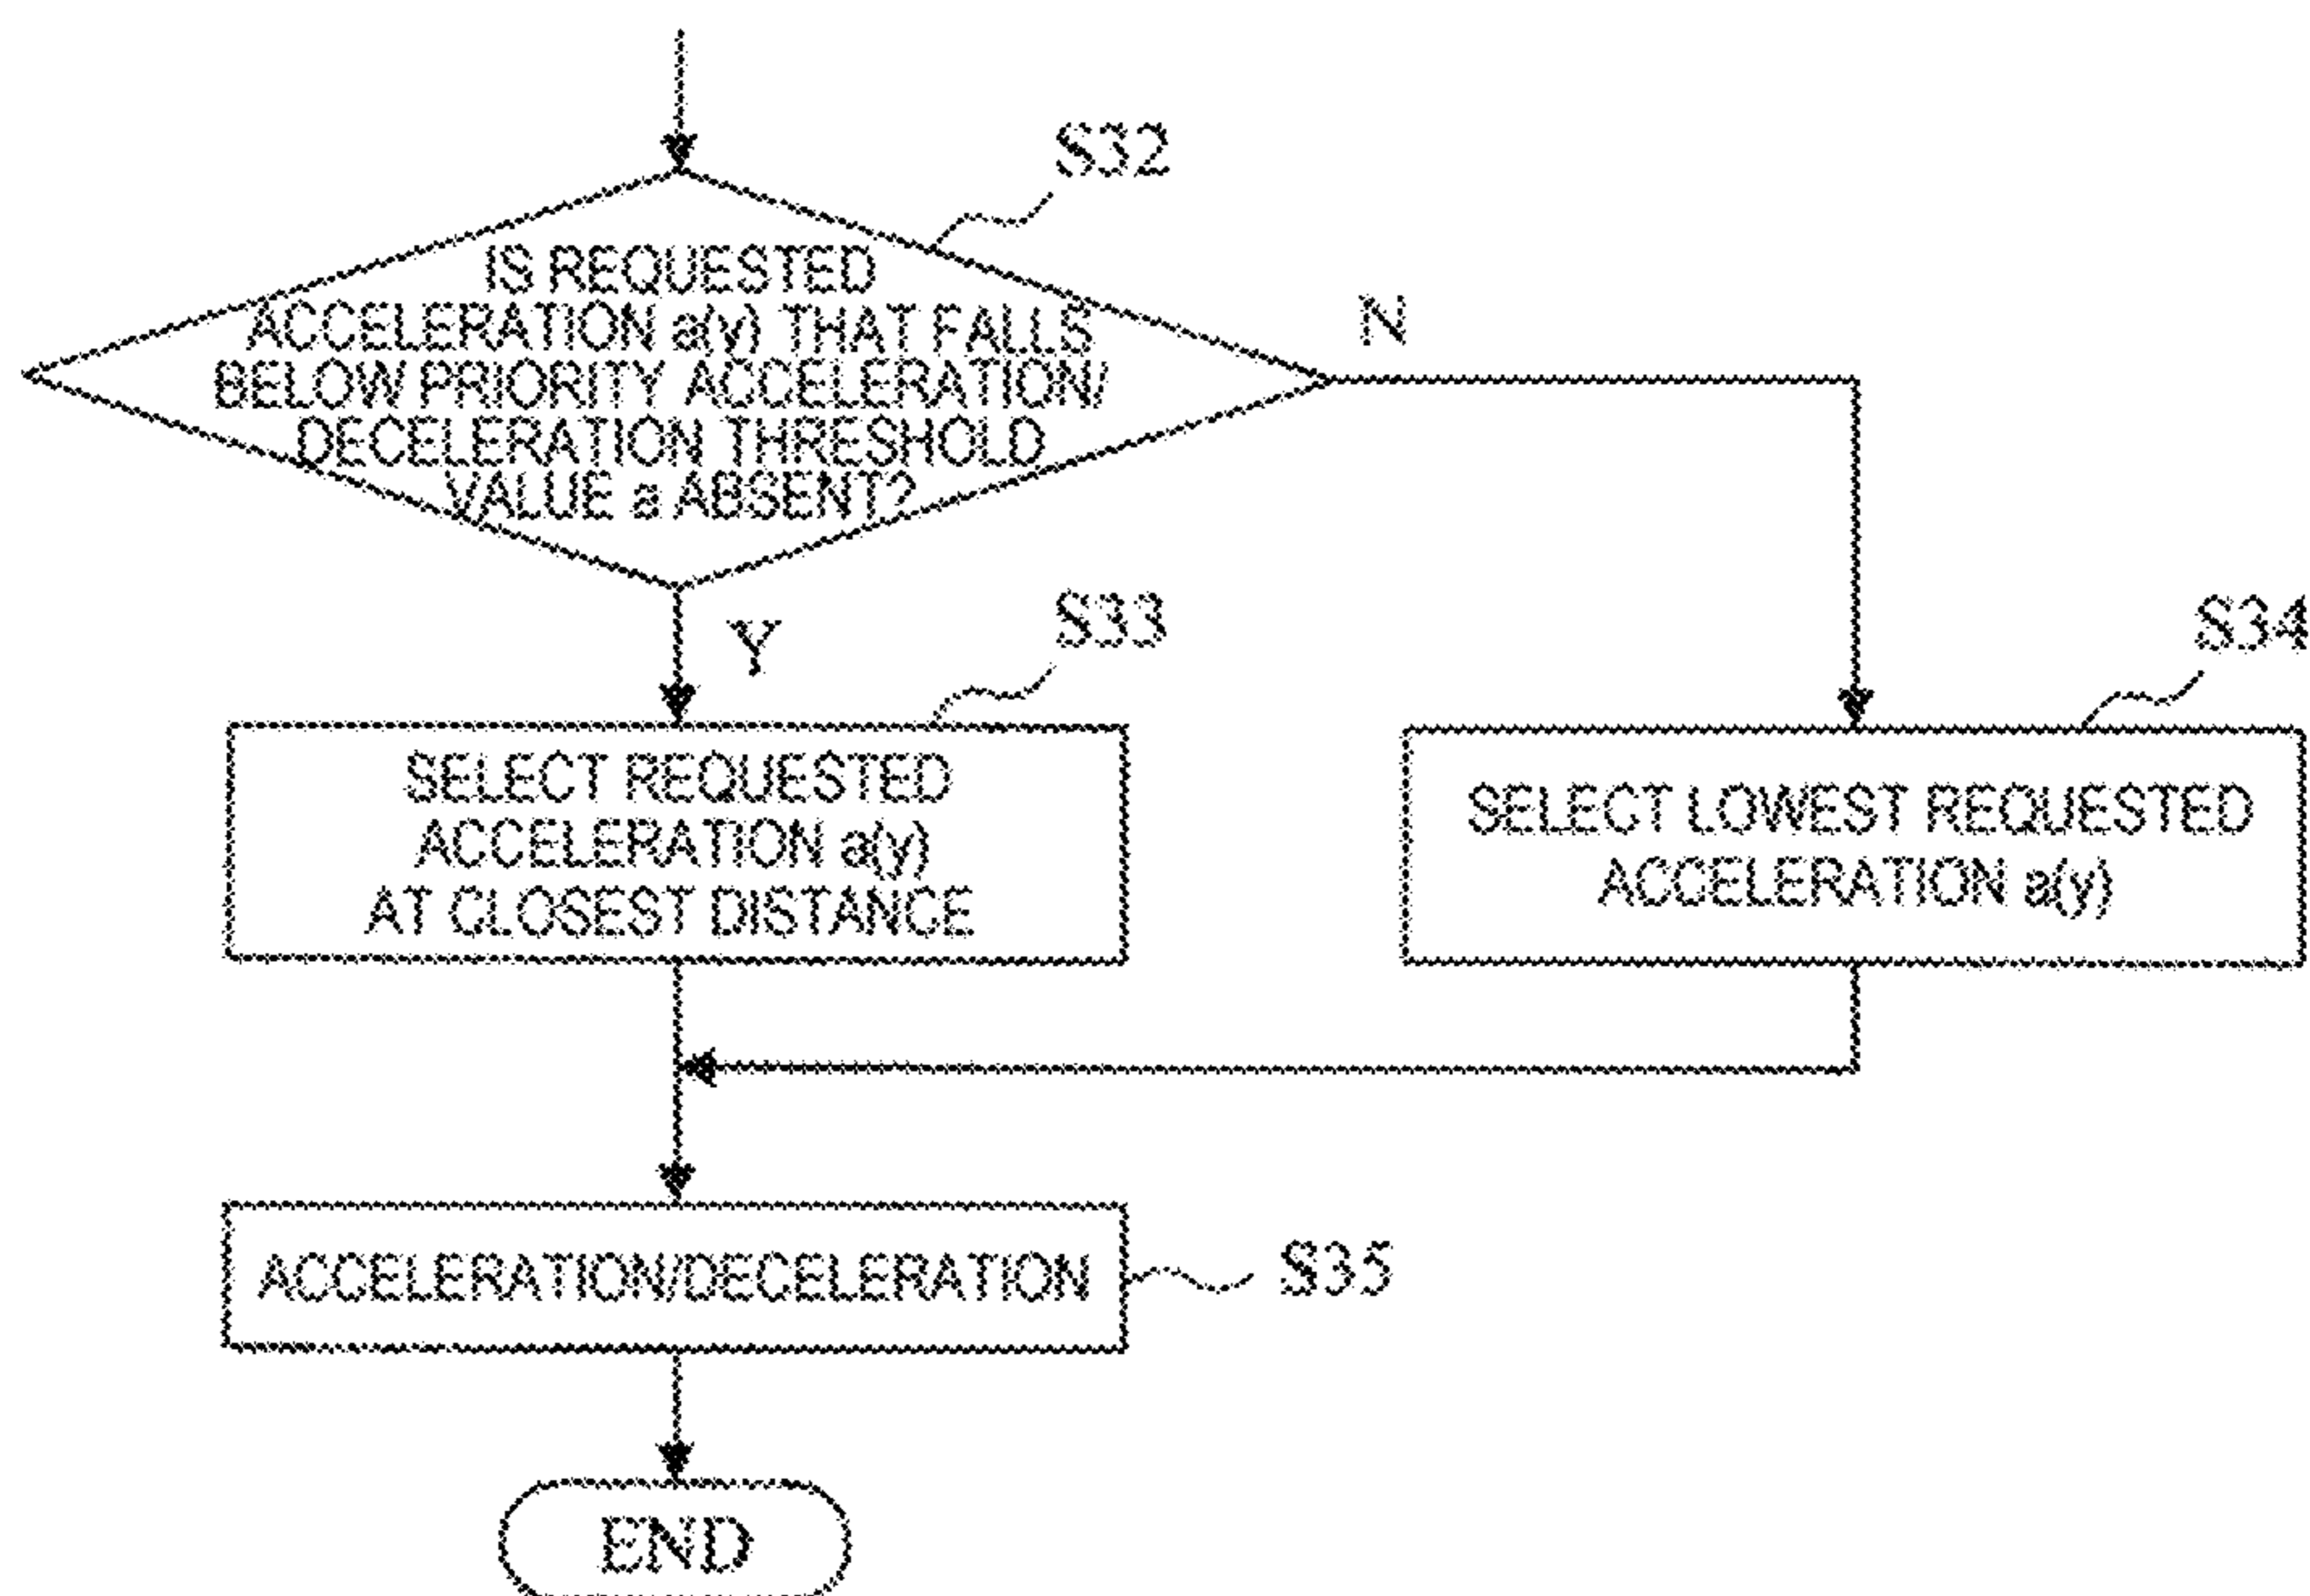 S32
IS REQUESTED
ACCELERATION a(y) THAT FALLS
BELOW PRIORITY ACCELERATION/
DECELERATION THRESHOLD
VALUE a ABSENT?
N
Y
S33
S34
SELECT REQUESTED
ACCELERATION a(y)
AT CLOSEST DISTANCE
SELECT LOWEST REQUESTED
ACCELERATION a(y)
ACCELERATION/DECELERATION
S35
END